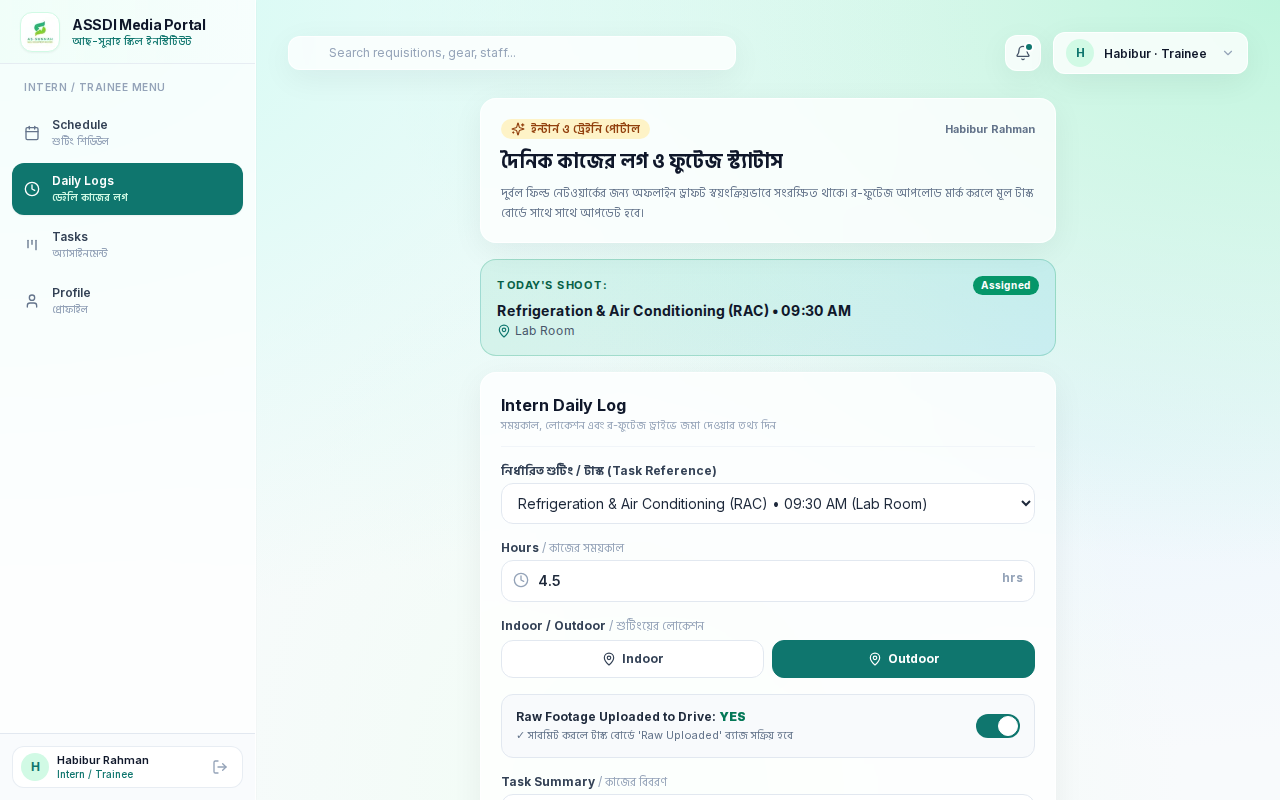 ASSDI Media Portal
আছ-সুন্নাহ স্কিল ইনস্টিটিউট
INTERN / TRAINEE MENU
Schedule
শুটিং শিডিউল
Daily Logs
ডেইলি কাজের লগ
Tasks
অ্যাসাইনমেন্ট
Profile
প্রোফাইল
Habibur Rahman
Intern / Trainee
Search requisitions, gear, staff...
H
Habibur · Trainee
ইন্টার্ন ও ট্রেইনি পোর্টাল
Habibur Rahman
দৈনিক কাজের লগ ও ফুটেজ স্ট্যাটাস
দুর্বল ফিল্ড নেটওয়ার্কের জন্য অফলাইন ড্রাফট স্বয়ংক্রিয়ভাবে সংরক্ষিত থাকে। র-ফুটেজ আপলোড মার্ক করলে মূল টাস্ক
বোর্ডে সাথে সাথে আপডেট হবে।
TODAY'S SHOOT:
Assigned
Refrigeration & Air Conditioning (RAC) • 09:30 AM
Lab Room
Intern Daily Log
সময়কাল, লোকেশন এবং র-ফুটেজ ড্রাইভে জমা দেওয়ার তথ্য দিন
নির্ধারিত শুটিং / টাস্ক (Task Reference)
Refrigeration & Air Conditioning (RAC) • 09:30 AM (Lab Room)
Hours / কাজের সময়কাল
4.5
hrs
Indoor / Outdoor / শুটিংয়ের লোকেশন
Indoor
Outdoor
Raw Footage Uploaded to Drive: YES
✓ সাবমিট করলে টাস্ক বোর্ডে 'Raw Uploaded' ব্যাজ সক্রিয় হবে
Task Summary / কাজের বিবরণ
H